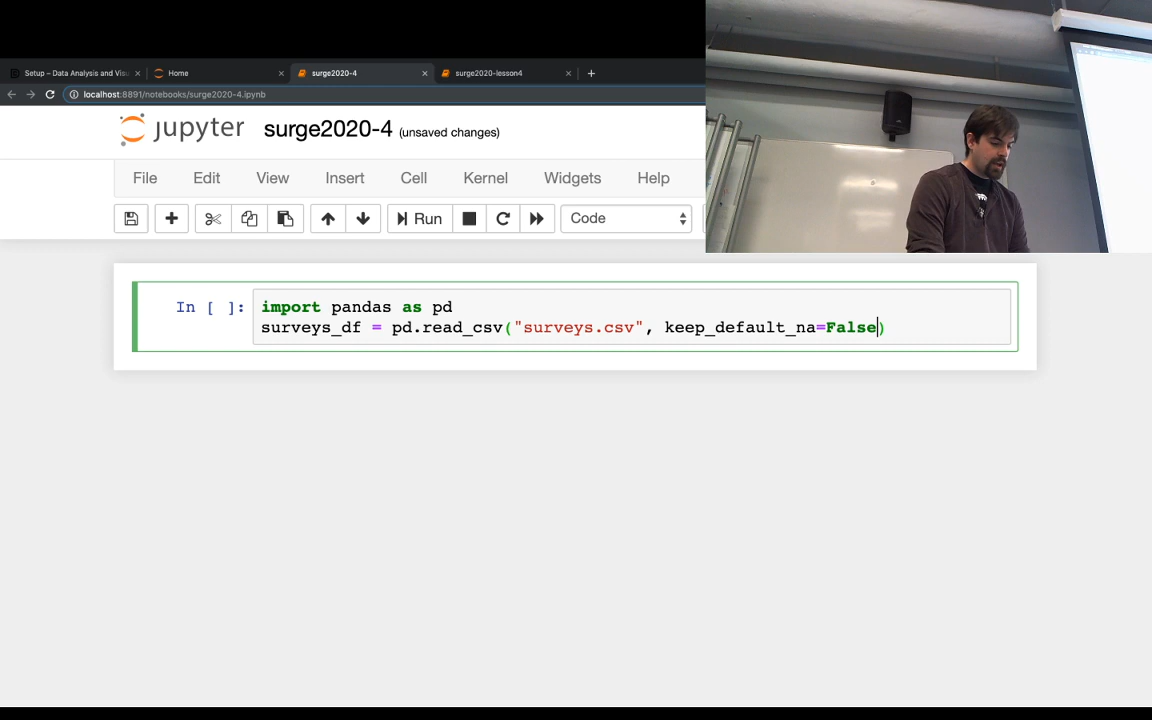 Setup – Data Analysis and Visu
Home
surge2020-4
surge2020-lesson4
localhost:8891/notebooks/surge2020-4.ipynb
jupyter surge2020-4 (unsaved changes)
File Edit View Insert Cell Kernel Widgets Help
Run Code
In [ ]: import pandas as pd
surveys_df = pd.read_csv("surveys.csv", keep_default_na=False)